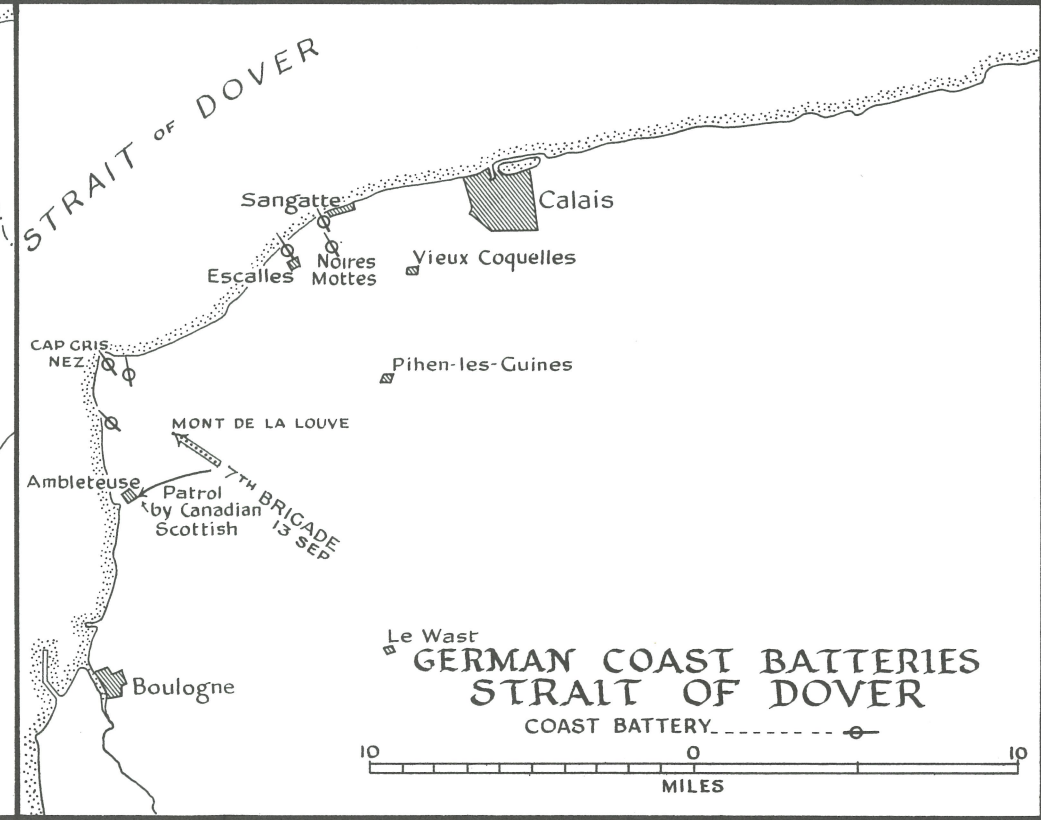 STRAIT OF DOVER
Sangatte
Calais
Escalles
Noires
Mottes
Vieux Coquelles
CAP GRIS
NEZ
Pihen-les-Guines
MONT DE LA LOUVE
Ambleteuse
Patrol
by Canadian
Scottish
7TH BRIGADE
13 SEP
Le Wast
Boulogne
GERMAN COAST BATTERIES
STRAIT OF DOVER
COAST BATTERY
10 0 10
MILES